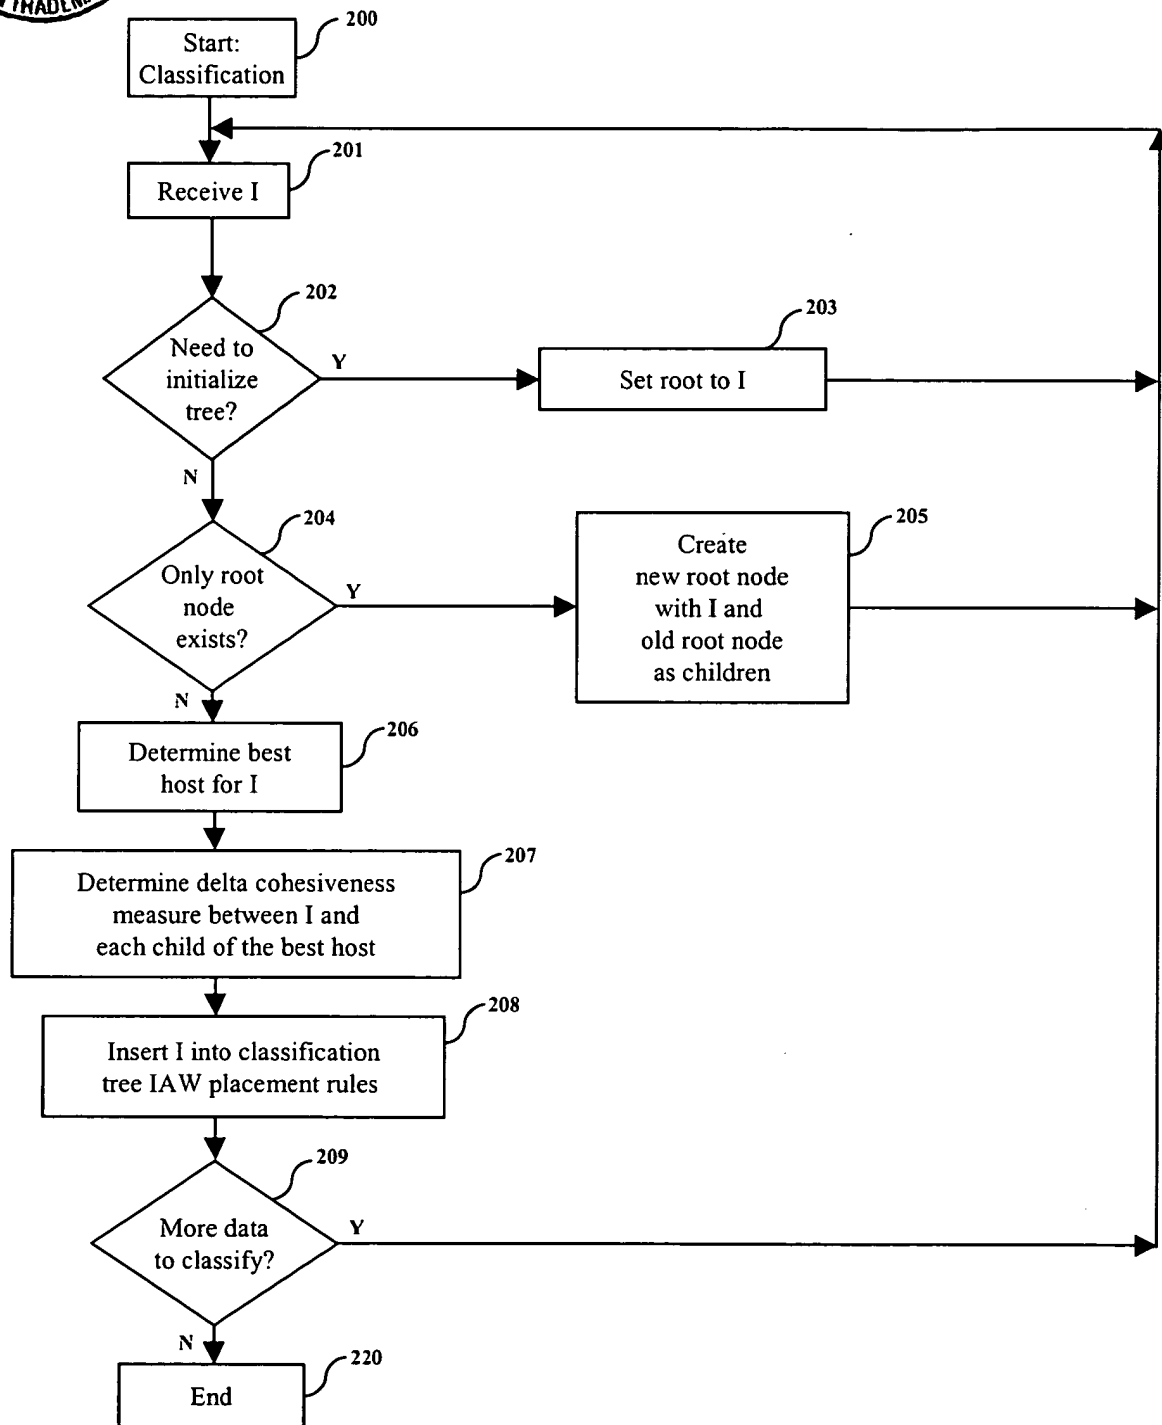 200
Start:
Classification
201
Receive I
202
Need to
initialize
tree?
Y
203
Set root to I
N
204
Only root
node
exists?
Y
205
Create
new root node
with I and
old root node
as children
N
206
Determine best
host for I
207
Determine delta cohesiveness
measure between I and
each child of the best host
208
Insert I into classification
tree IAW placement rules
209
More data
to classify?
Y
N
220
End